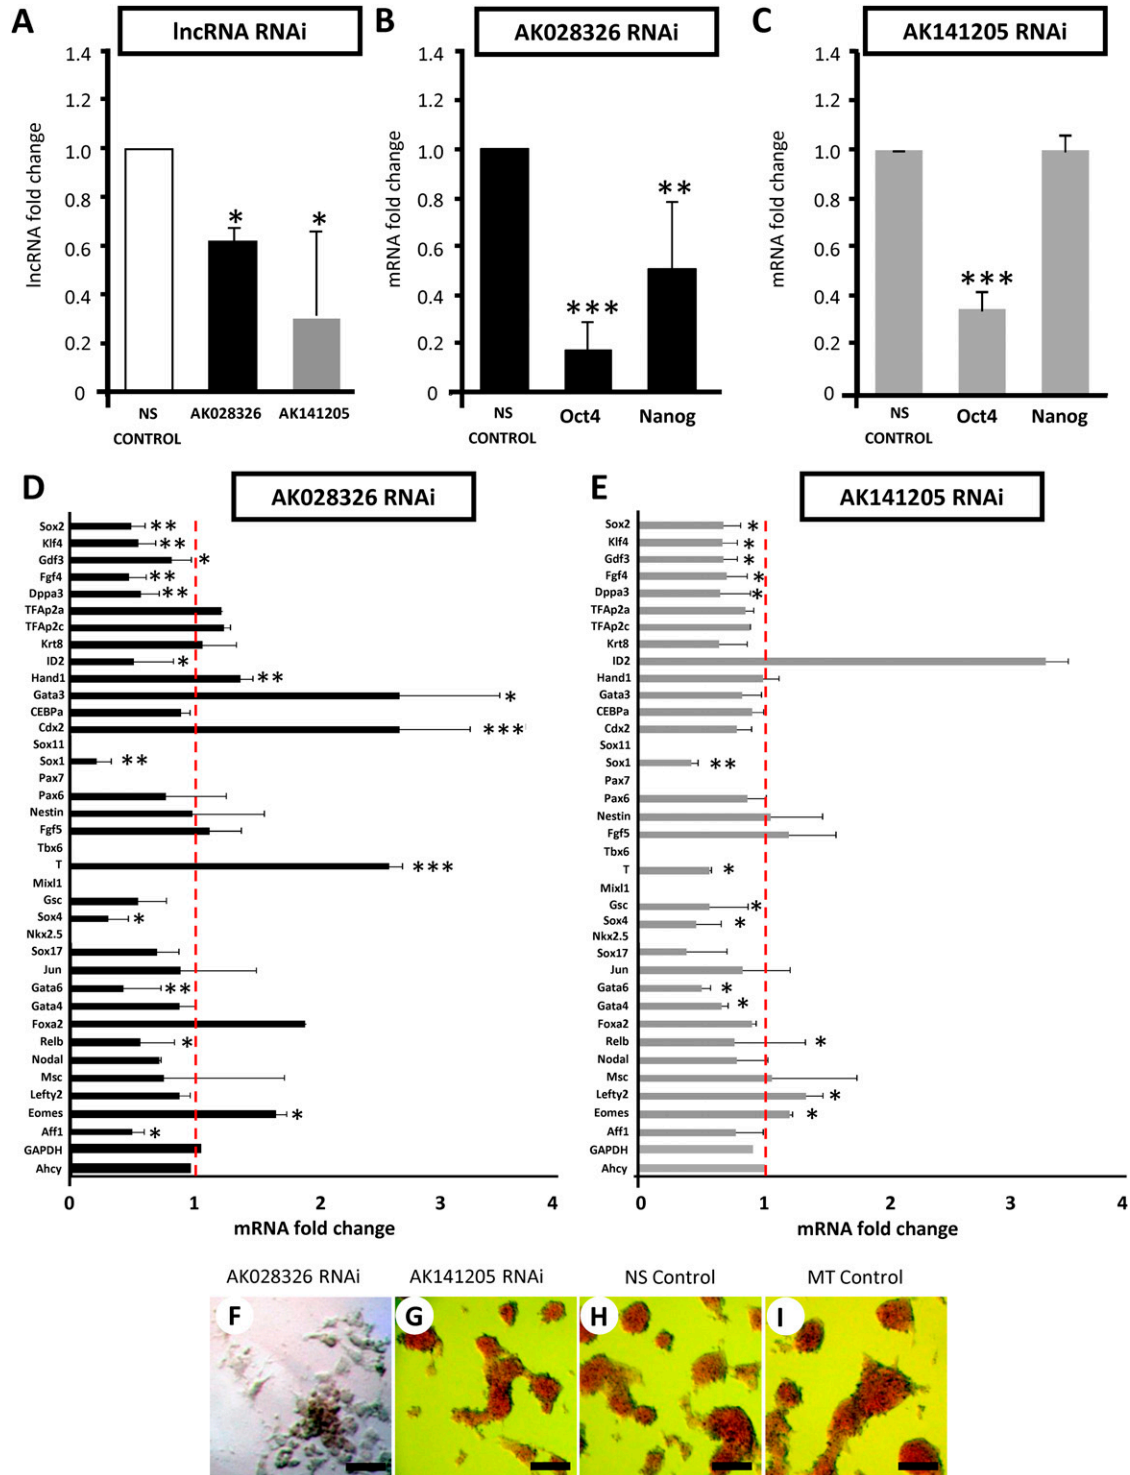 A
lncRNA RNAi
lncRNA fold change
1.4
1.2
1.0
0.8
0.6
0.4
0.2
0
*
*
NS
CONTROL
AK028326
AK141205
B
AK028326 RNAi
mRNA fold change
1.4
1.2
1.0
0.8
0.6
0.4
0.2
0
***
**
NS
CONTROL
Oct4
Nanog
C
AK141205 RNAi
mRNA fold change
1.4
1.2
1.0
0.8
0.6
0.4
0.2
0
***
NS
CONTROL
Oct4
Nanog
D
AK028326 RNAi
Sox2 **
Klf4 **
Gdf3 *
Fgf4 **
Dppa3 **
TFAp2a
TFAp2c
Krt8
ID2 *
Hand1 **
Gata3 *
CEBPa
Cdx2 ***
Sox11
Sox1 **
Pax7
Pax6
Nestin
Fgf5
Tbx6
T ***
Mixl1
Gsc
Sox4 *
Nkx2.5
Sox17
Jun
Gata6 **
Gata4
Foxa2
Relb *
Nodal
Msc
Lefty2
Eomes *
Aff1 *
GAPDH
Ahcy
0 1 2 3 4
mRNA fold change
E
AK141205 RNAi
Sox2 *
Klf4 *
Gdf3 *
Fgf4 *
Dppa3 *
TFAp2a
TFAp2c
Krt8
ID2
Hand1
Gata3
CEBPa
Cdx2
Sox11
Sox1 **
Pax7
Pax6
Nestin
Fgf5
Tbx6
T *
Mixl1
Gsc *
Sox4 *
Nkx2.5
Sox17
Jun
Gata6 *
Gata4 *
Foxa2
Relb *
Nodal
Msc
Lefty2 *
Eomes *
Aff1
GAPDH
Ahcy
0 1 2 3 4
mRNA fold change
AK028326 RNAi
F
AK141205 RNAi
G
NS Control
H
MT Control
I